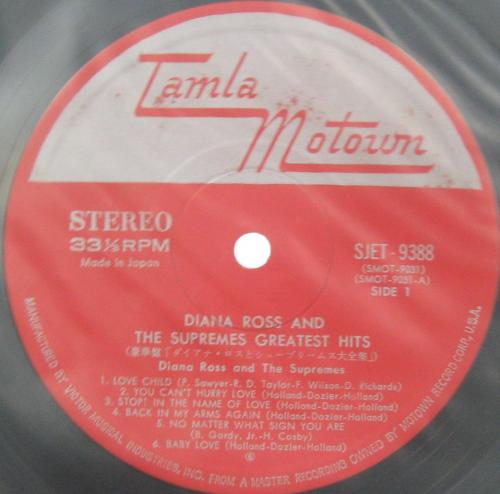 Tamla
Motown
STEREO
33⅓RPM
Made in Japan
SJET-9388
(SMOT-9031)
(SMOT-9031-A)
SIDE 1
DIANA ROSS AND
THE SUPREMES GREATEST HITS
(豪華盤「ダイアナ・ロスとシュープリームス大全集」)
Diana Ross and The Supremes
1. LOVE CHILD (P. Sawyer-R. D. Taylor-F. Wilson-D. Richards)
2. YOU CAN'T HURRY LOVE (Holland-Dozier-Holland)
3. STOP! IN THE NAME OF LOVE (Holland-Dozier-Holland)
4. BACK IN MY ARMS AGAIN (Holland-Dozier-Holland)
5. NO MATTER WHAT SIGN YOU ARE
(B. Gordy, Jr.-H. Cosby)
6. BABY LOVE (Holland-Dozier-Holland)
MANUFACTURED BY VICTOR MUSICAL INDUSTRIES, INC. FROM A MASTER RECORDING OWNED BY MOTOWN RECORD CORP., U.S.A.